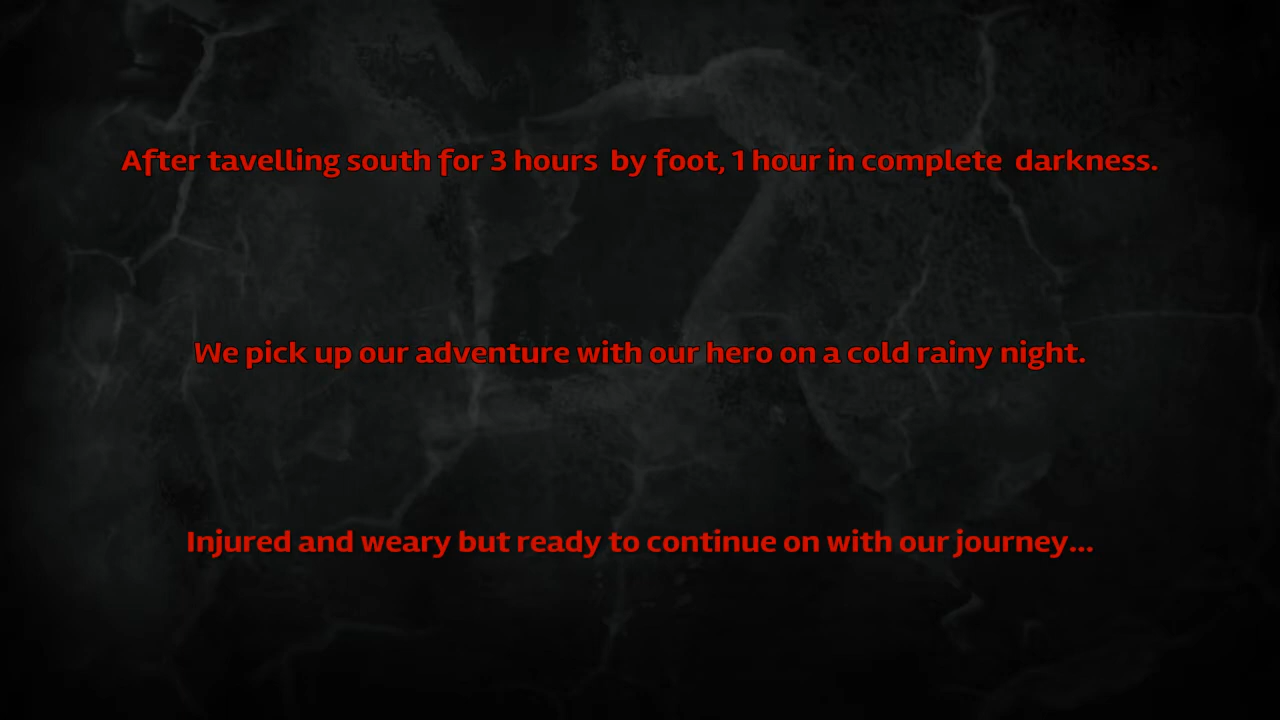 After tavelling south for 3 hours  by foot, 1 hour in complete  darkness.
We pick up our adventure with our hero on a cold rainy night.
Injured and weary but ready to continue on with our journey...